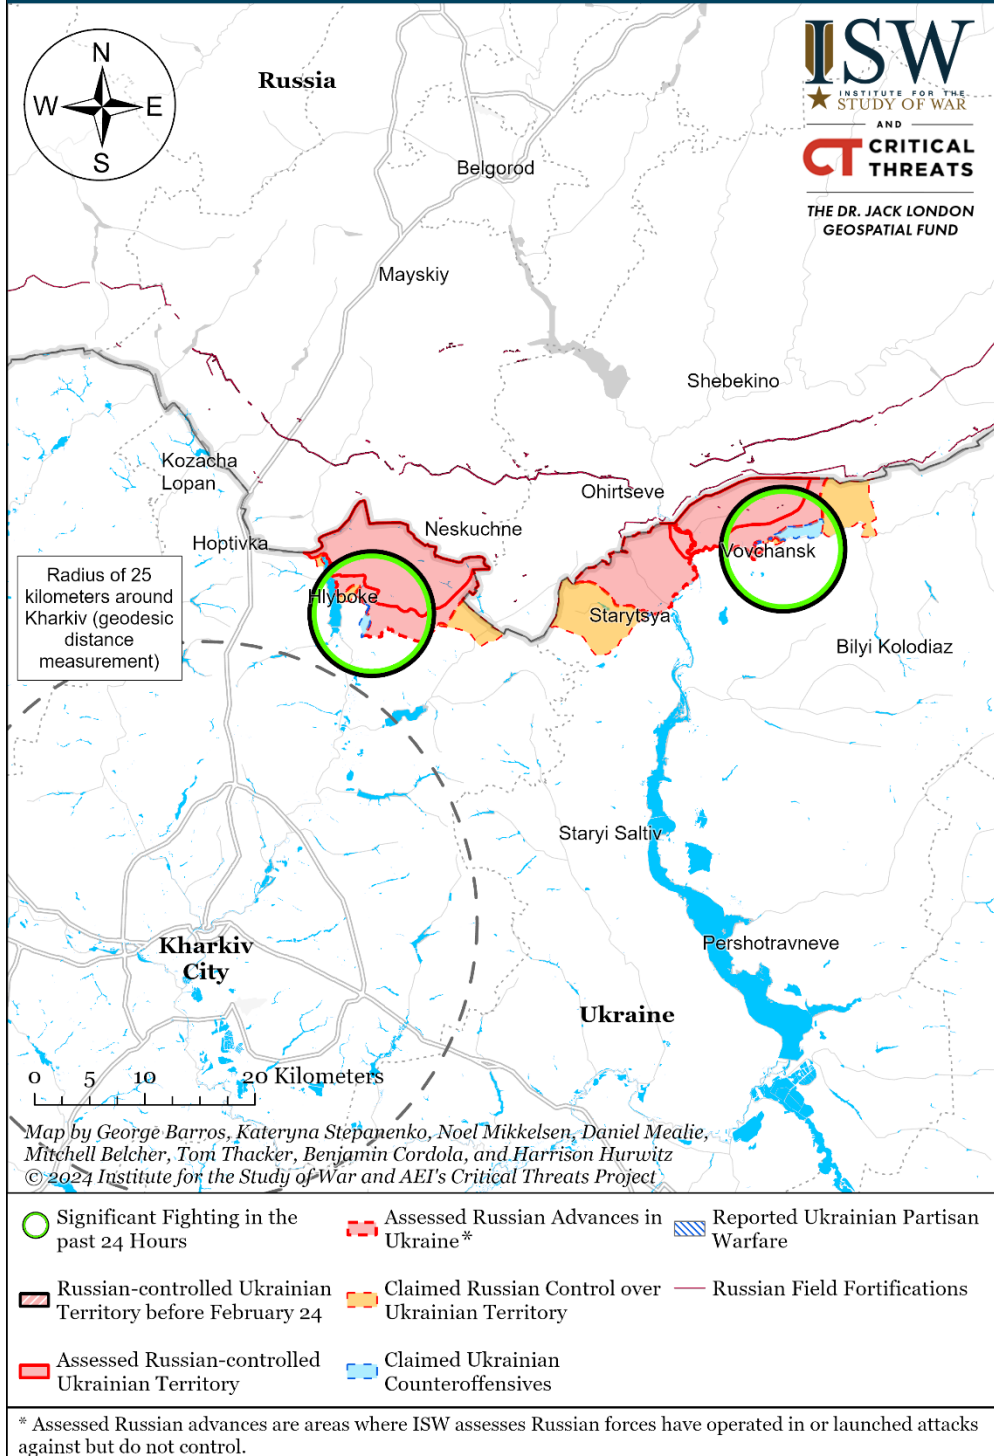 N
W
E
S
Russia
ISW
INSTITUTE FOR THE
STUDY OF WAR
AND
CT CRITICAL
THREATS
THE DR. JACK LONDON
GEOSPATIAL FUND
Belgorod
Mayskiy
Shebekino
Kozacha
Lopan
Ohirtseve
Neskuchne
Hoptivka
Vovchansk
Radius of 25
kilometers around
Kharkiv (geodesic
distance
measurement)
Hlyboke
Starytsya
Bilyi Kolodiaz
Staryi Saltiv
Kharkiv
City
Pershotravneve
Ukraine
0 5 10 20 Kilometers
Map by George Barros, Kateryna Stepanenko, Noel Mikkelsen, Daniel Mealie,
Mitchell Belcher, Tom Thacker, Benjamin Cordola, and Harrison Hurwitz
© 2024 Institute for the Study of War and AEI's Critical Threats Project
Significant Fighting in the
past 24 Hours
Russian-controlled Ukrainian
Territory before February 24
Assessed Russian-controlled
Ukrainian Territory
Assessed Russian Advances in
Ukraine*
Claimed Russian Control over
Ukrainian Territory
Claimed Ukrainian
Counteroffensives
Reported Ukrainian Partisan
Warfare
Russian Field Fortifications
* Assessed Russian advances are areas where ISW assesses Russian forces have operated in or launched attacks
against but do not control.